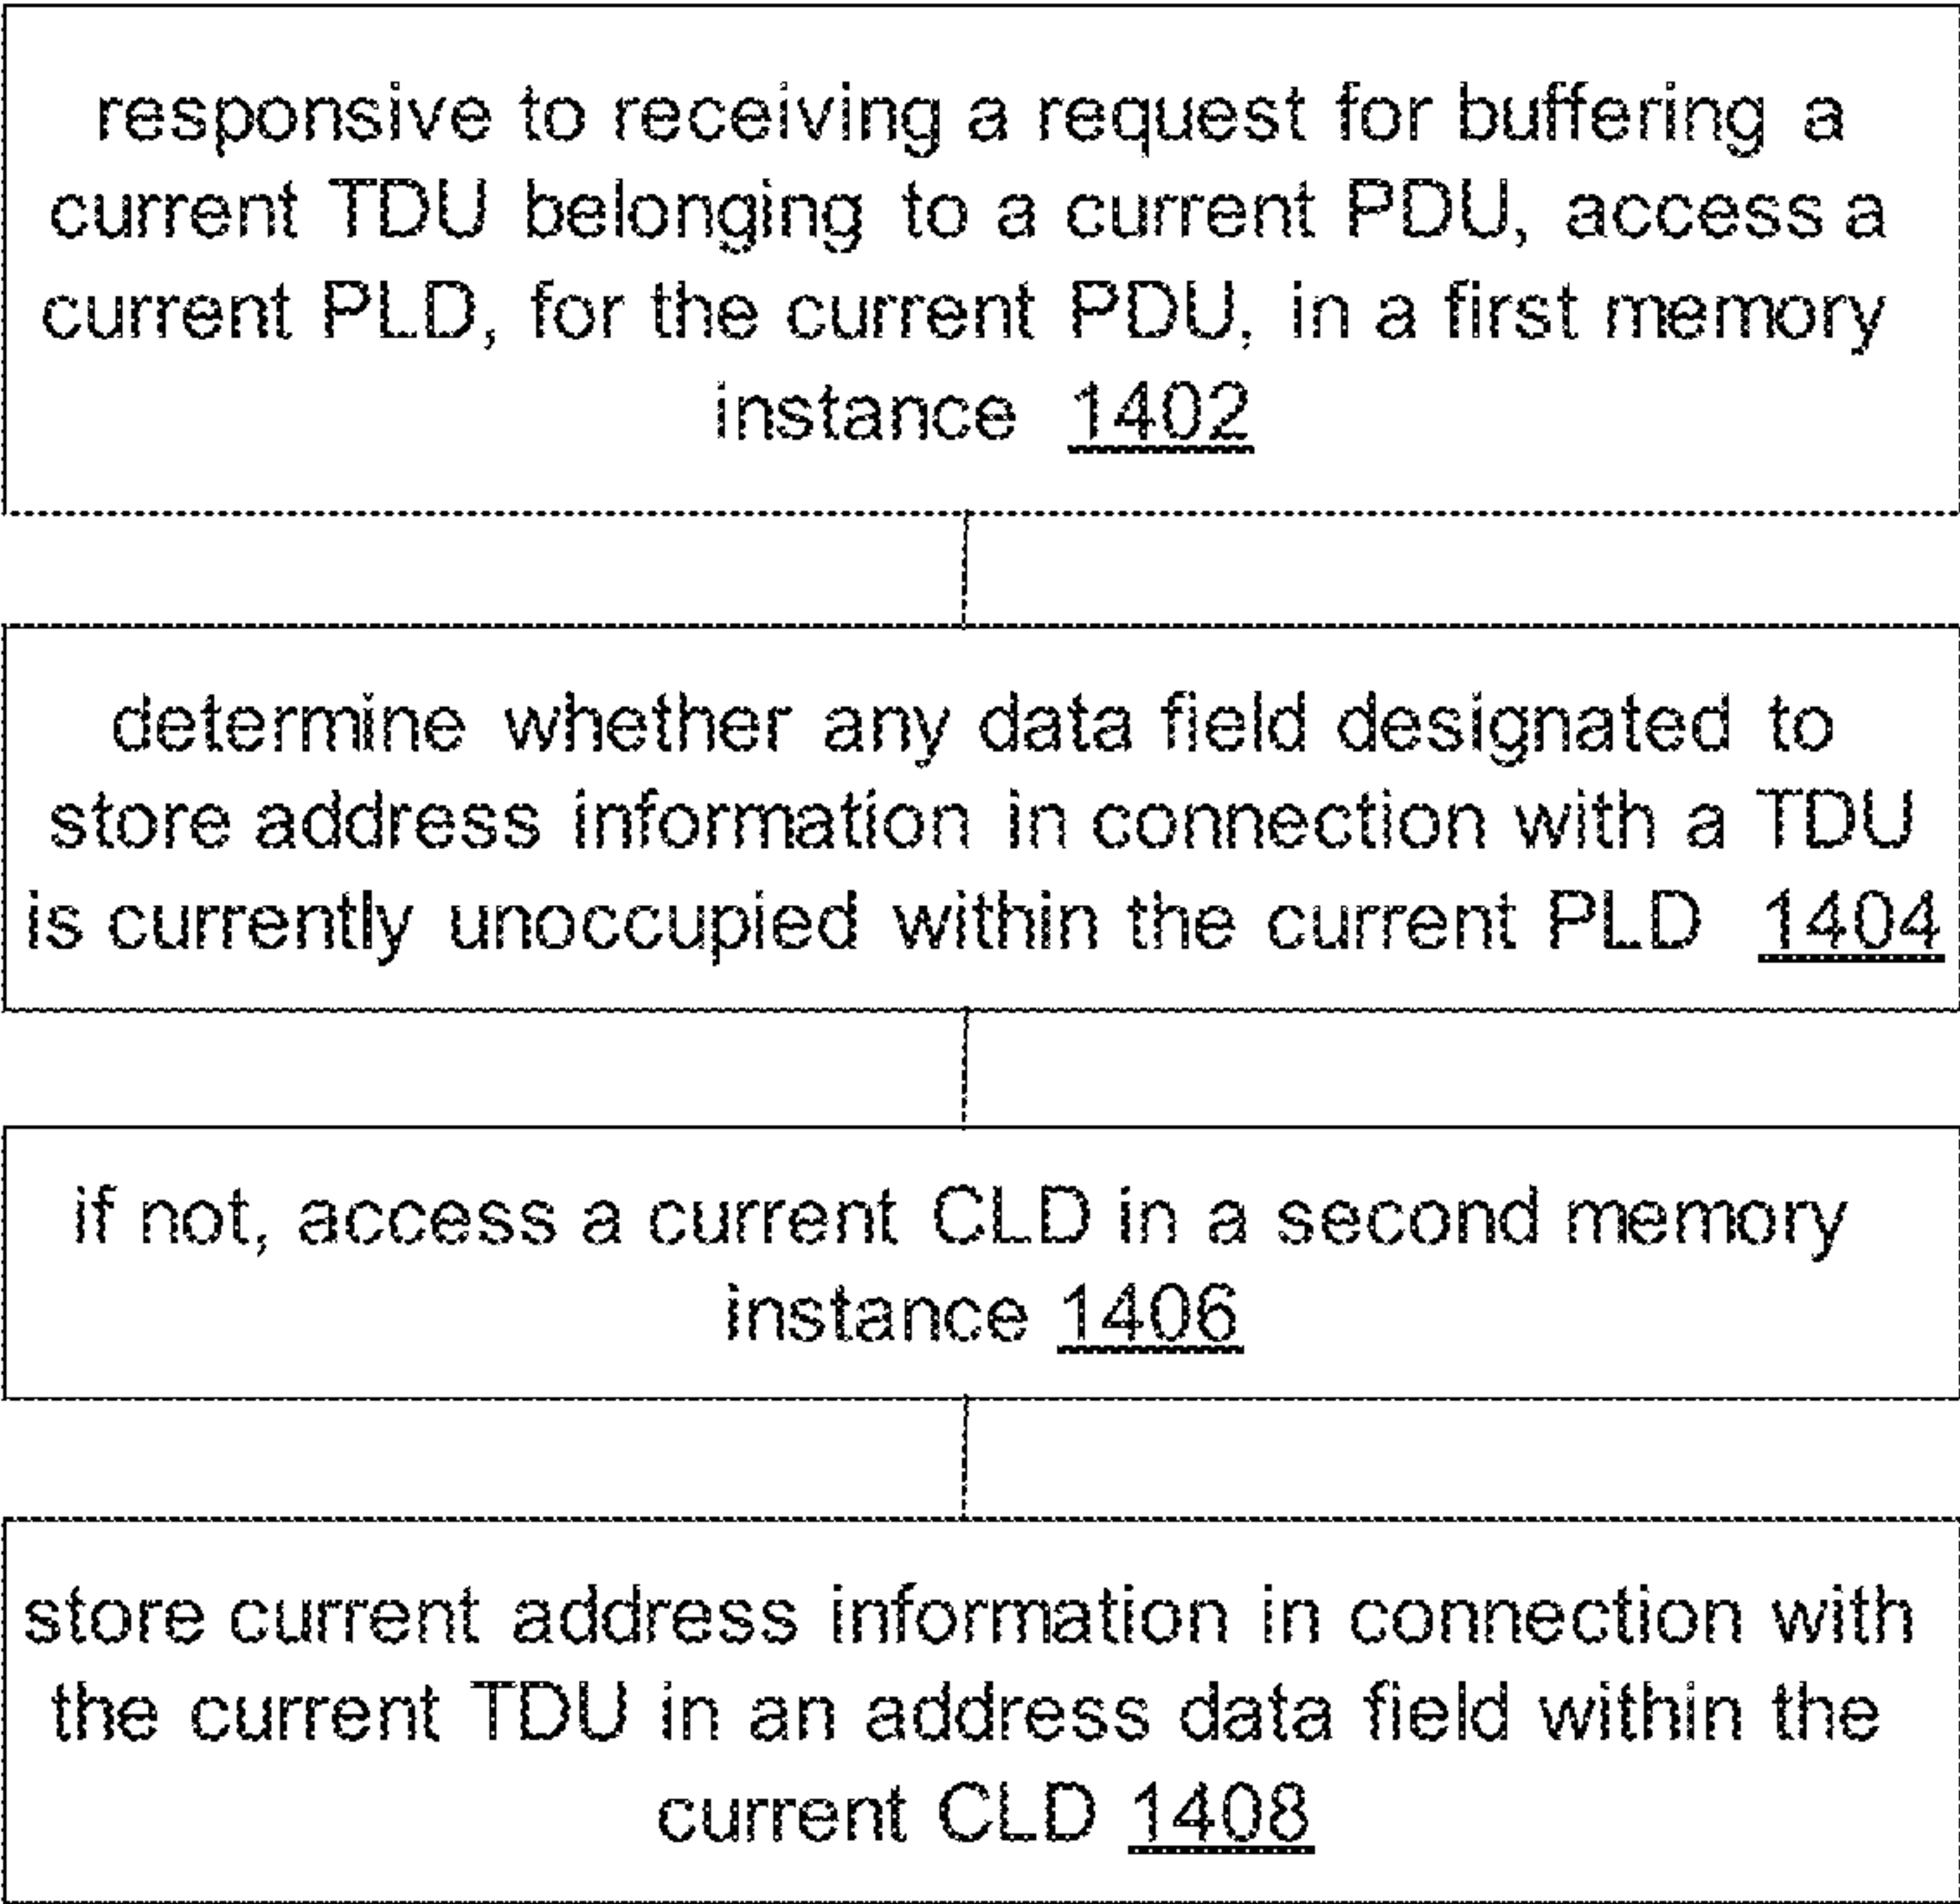 responsive to receiving a request for buffering a
current TDU belonging to a current PDU, access a
current PLD, for the current PDU, in a first memory
instance 1402
determine whether any data field designated to
store address information in connection with a TDU
is currently unoccupied within the current PLD 1404
if not, access a current CLD in a second memory
instance 1406
store current address information in connection with
the current TDU in an address data field within the
current CLD 1408